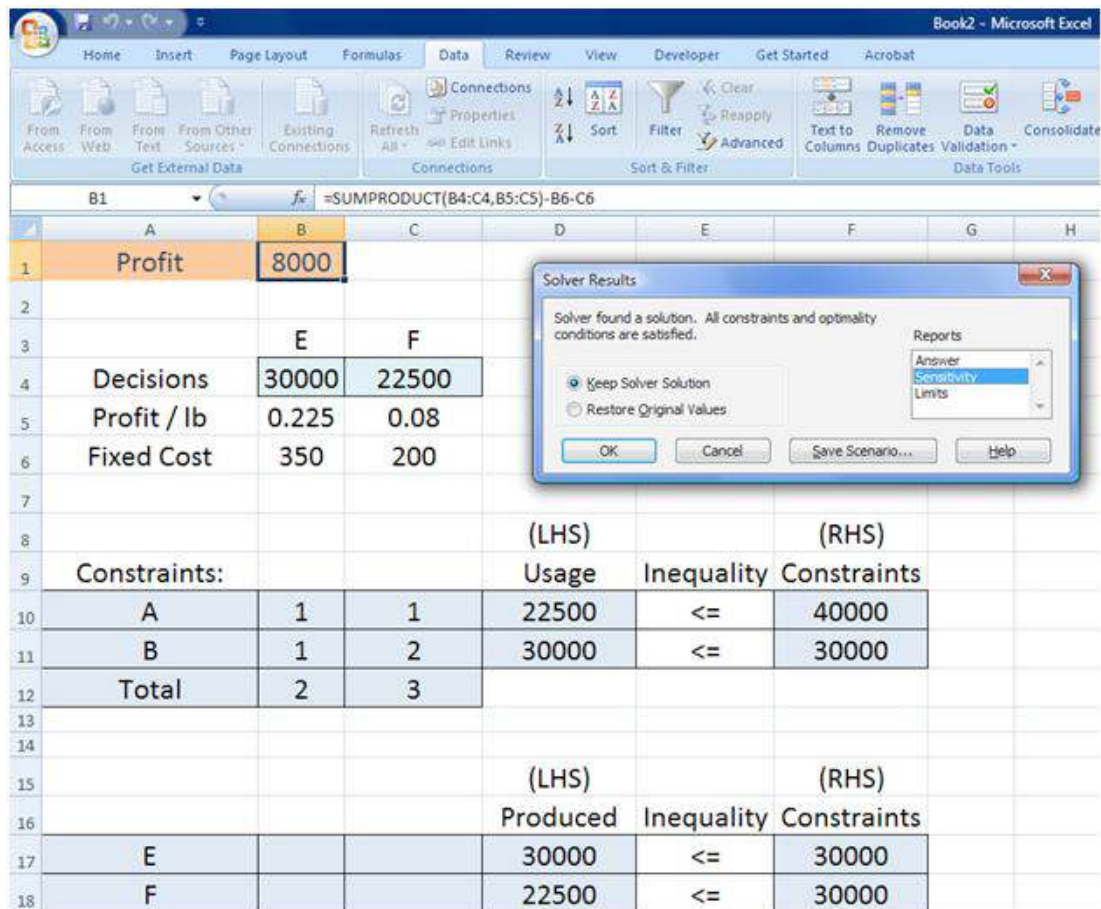 Book2 - Microsoft Excel
Home Insert Page Layout Formulas Data Review View Developer Get Started Acrobat
From Access
From Web
From Text
From Other Sources
Existing Connections
Get External Data
Refresh All
Connections
Properties
Edit Links
Connections
Sort
Filter
Clear
Reapply
Advanced
Sort & Filter
Text to Columns
Remove Duplicates
Data Validation
Consolidate
Data Tools
B1 fx =SUMPRODUCT(B4:C4,B5:C5)-B6-C6
A B C D E F G H
1 Profit 8000
2
3 E F
4 Decisions 30000 22500
5 Profit / lb 0.225 0.08
6 Fixed Cost 350 200
7
Solver Results
Solver found a solution. All constraints and optimality
conditions are satisfied.
Reports
Answer
Sensitivity
Limits
Keep Solver Solution
Restore Original Values
OK Cancel Save Scenario... Help
8 (LHS) (RHS)
9 Constraints: Usage Inequality Constraints
10 A 1 1 22500 <= 40000
11 B 1 2 30000 <= 30000
12 Total 2 3
13
14
15 (LHS) (RHS)
16 Produced Inequality Constraints
17 E 30000 <= 30000
18 F 22500 <= 30000